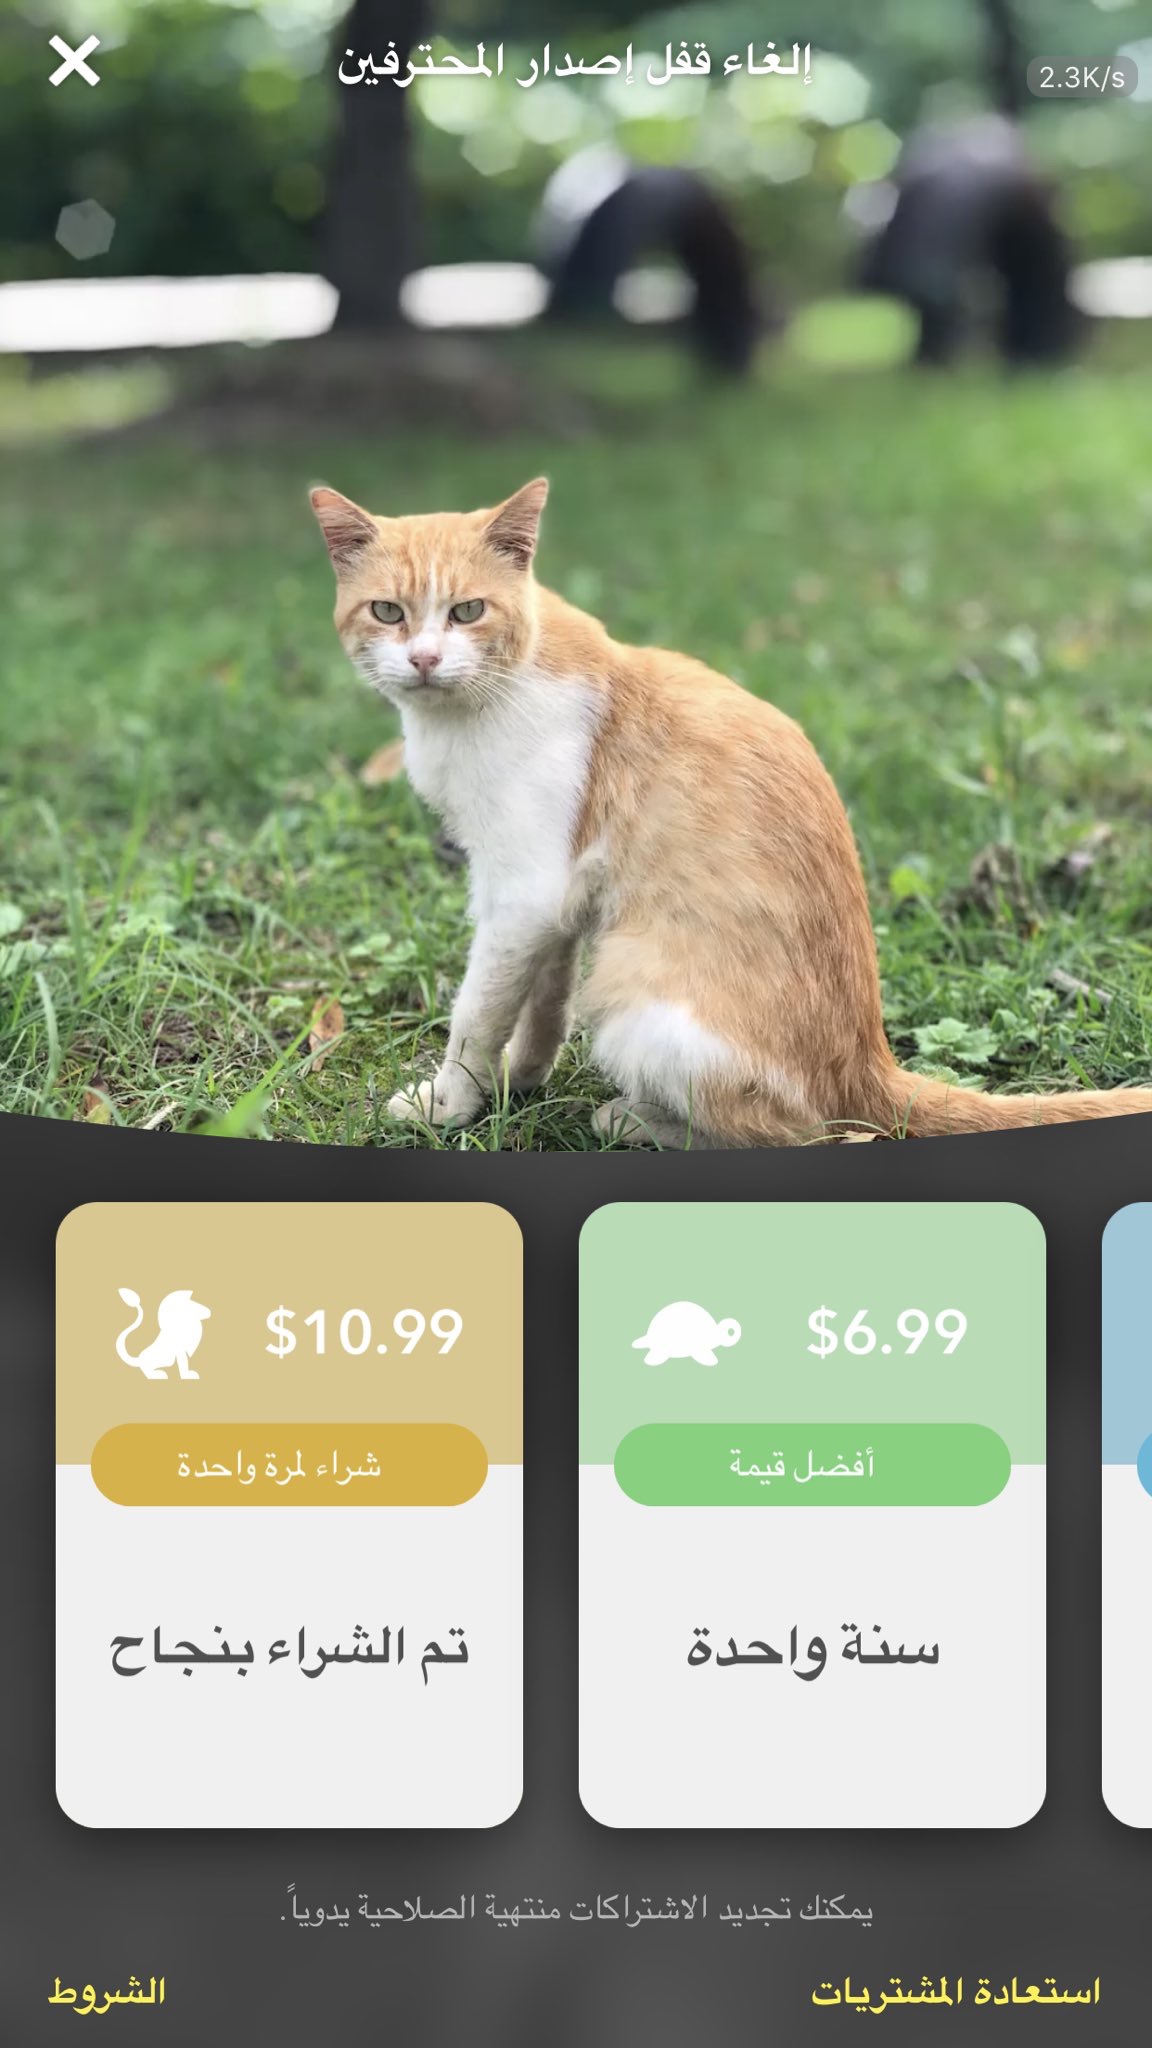 إلغاء قفل إصدار المحترفين
2.3K/s
$10.99
شراء لمرة واحدة
تم الشراء بنجاح
$6.99
أفضل قيمة
سنة واحدة
يمكنك تجديد الاشتراكات منتهية الصلاحية يدوياً.
استعادة المشتريات
الشروط